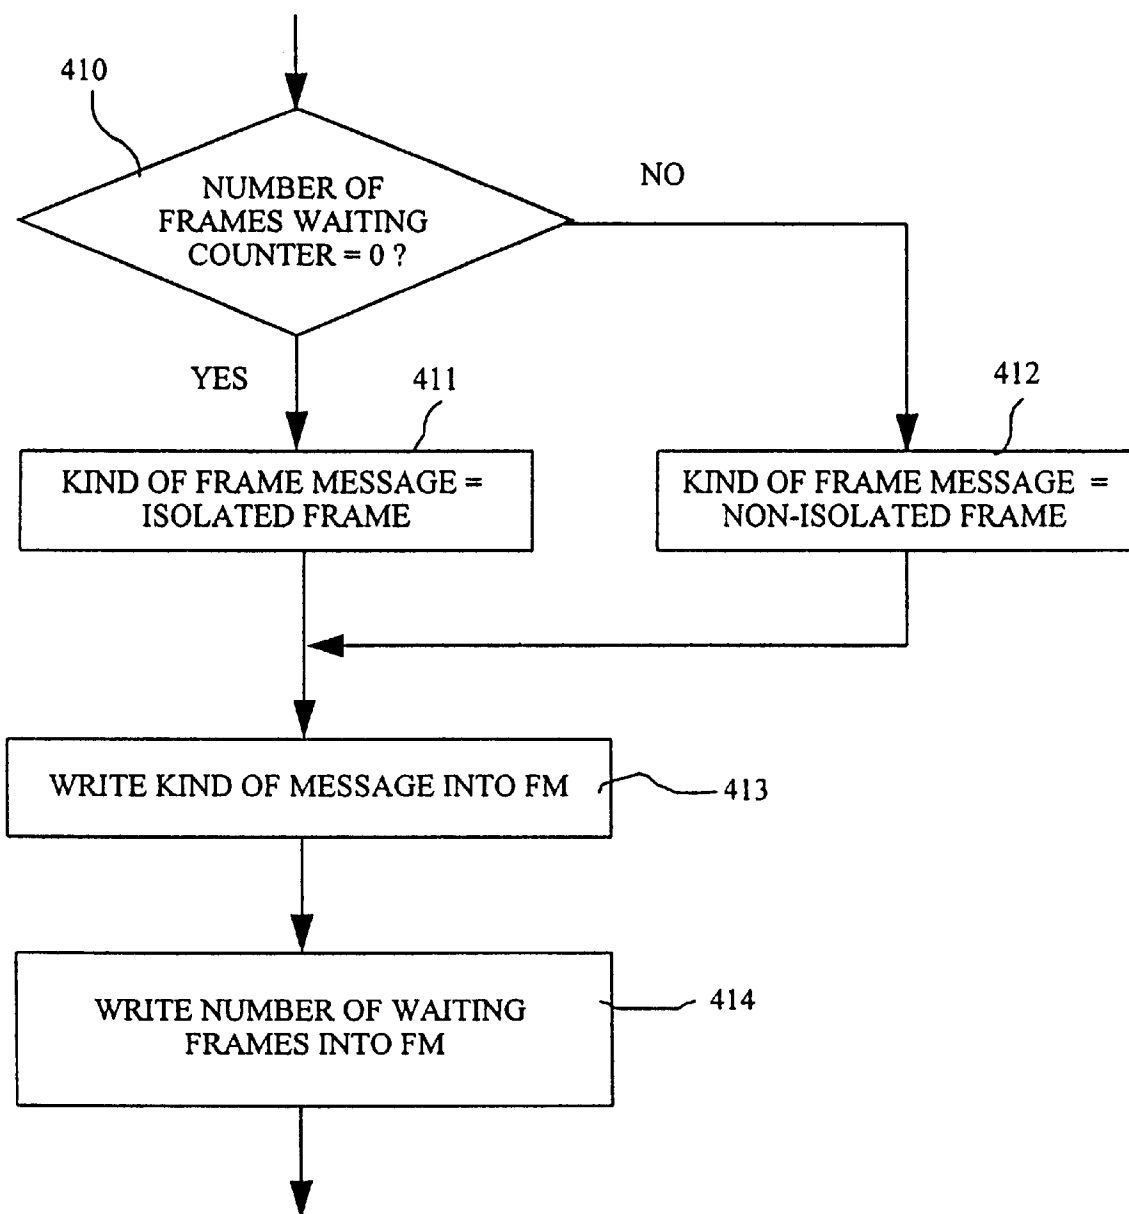 410
NUMBER OF
FRAMES WAITING
COUNTER = 0 ?
NO
YES
411
412
KIND OF FRAME MESSAGE =
ISOLATED FRAME
KIND OF FRAME MESSAGE =
NON-ISOLATED FRAME
WRITE KIND OF MESSAGE INTO FM
413
WRITE NUMBER OF WAITING
FRAMES INTO FM
414